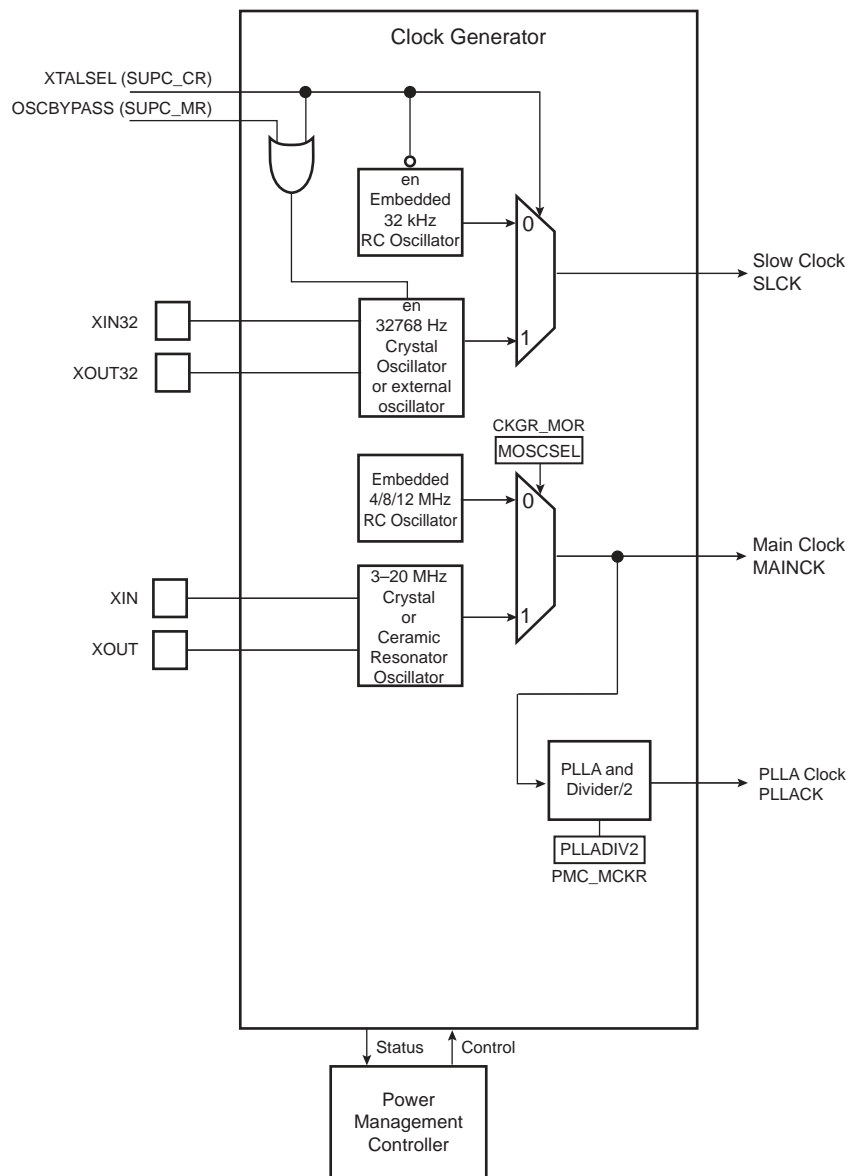 Clock Generator
XTALSEL (SUPC_CR)
OSCBYPASS (SUPC_MR)
en
Embedded
32 kHz
RC Oscillator
0
Slow Clock
SLCK
XIN32
XOUT32
en
32768 Hz
Crystal
Oscillator
or external
oscillator
1
CKGR_MOR
MOSCSEL
Embedded
4/8/12 MHz
RC Oscillator
0
Main Clock
MAINCK
XIN
XOUT
3–20 MHz
Crystal
or
Ceramic
Resonator
Oscillator
1
PLLA and
Divider/2
PLLA Clock
PLLACK
PLLADIV2
PMC_MCKR
Status
Control
Power
Management
Controller